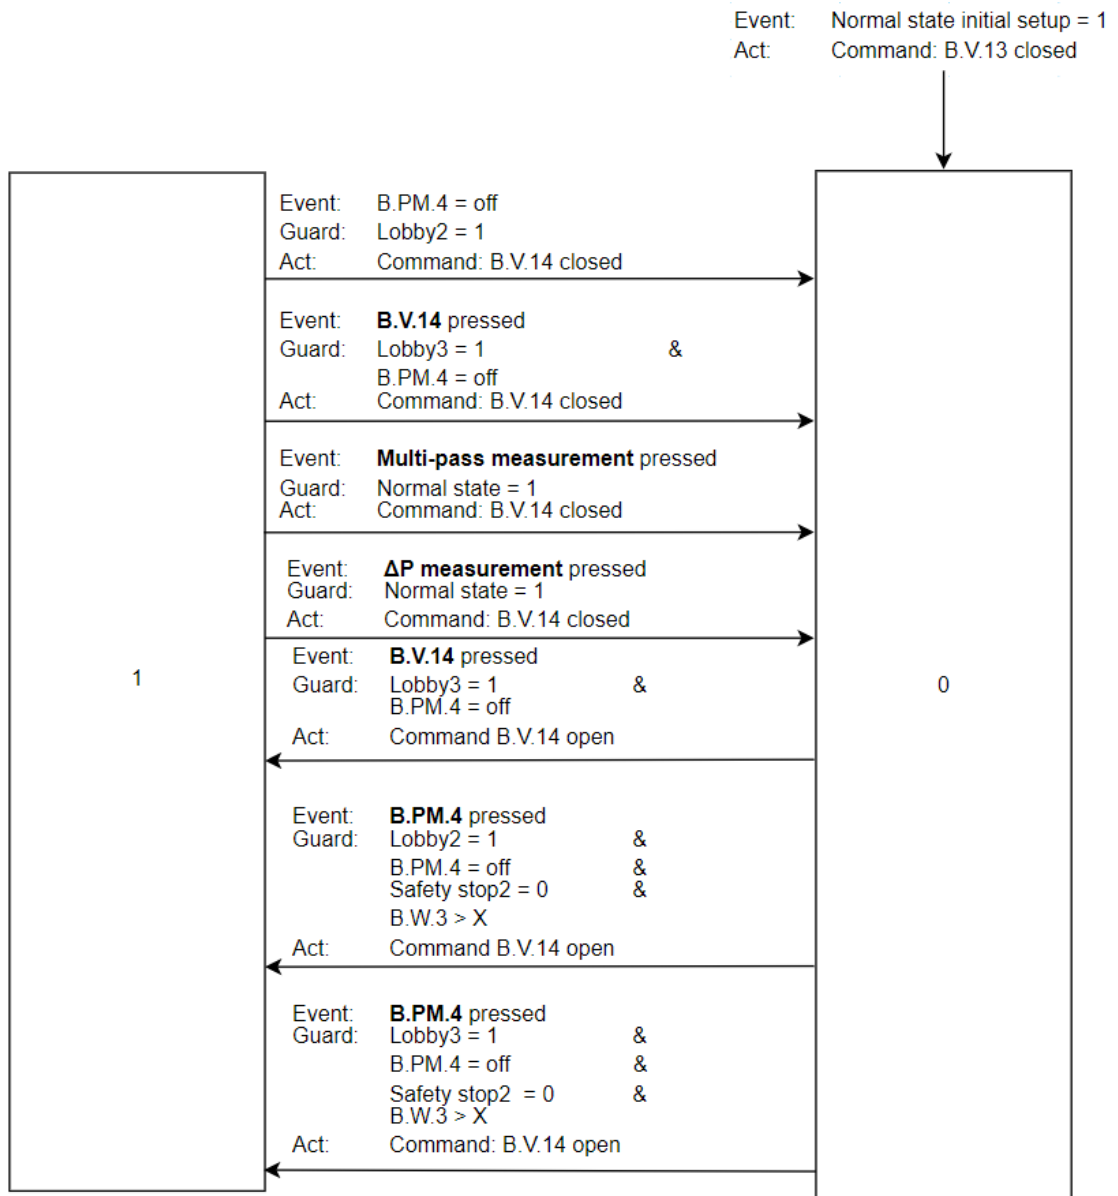 Event: Normal state initial setup = 1
Act: Command: B.V.13 closed
Event: B.PM.4 = off
Guard: Lobby2 = 1
Act: Command: B.V.14 closed
Event: B.V.14 pressed
Guard: Lobby3 = 1 &
B.PM.4 = off
Act: Command: B.V.14 closed
Event: Multi-pass measurement pressed
Guard: Normal state = 1
Act: Command: B.V.14 closed
Event: ΔP measurement pressed
Guard: Normal state = 1
Act: Command: B.V.14 closed
Event: B.V.14 pressed
Guard: Lobby3 = 1 &
B.PM.4 = off
Act: Command B.V.14 open
1
0
Event: B.PM.4 pressed
Guard: Lobby2 = 1 &
B.PM.4 = off &
Safety stop2 = 0 &
B.W.3 > X
Act: Command B.V.14 open
Event: B.PM.4 pressed
Guard: Lobby3 = 1 &
B.PM.4 = off &
Safety stop2 = 0 &
B.W.3 > X
Act: Command: B.V.14 open